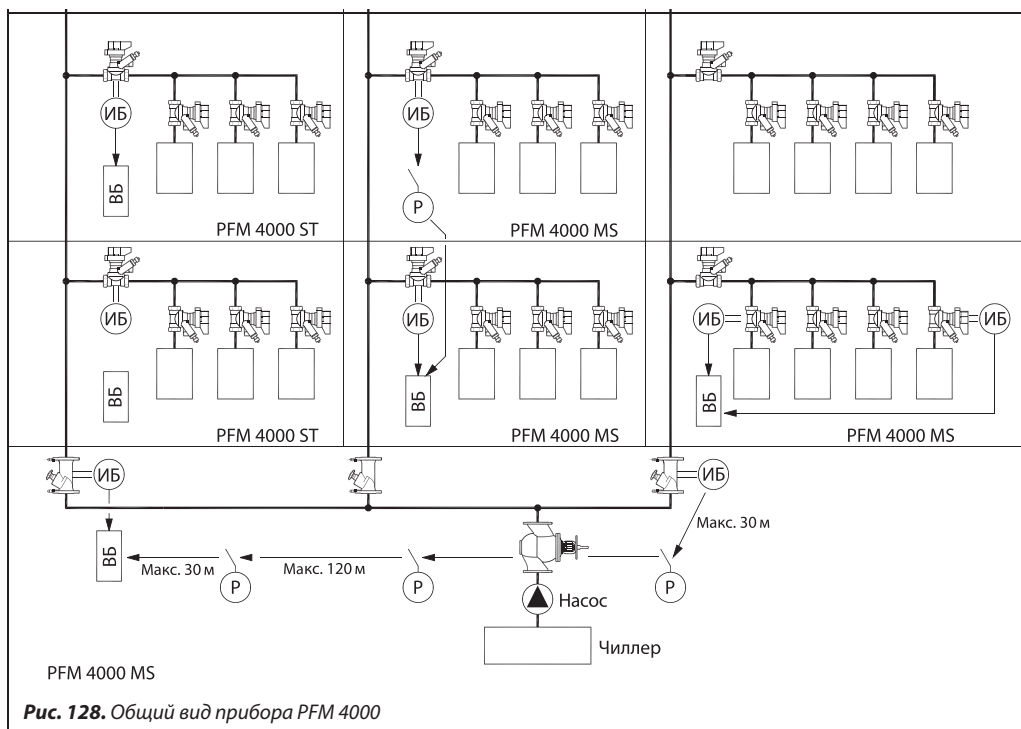 ИБ
ВБ
PFM 4000 ST
ИБ
Р
PFM 4000 MS
ИБ
ВБ
PFM 4000 ST
ИБ
ВБ
PFM 4000 MS
ИБ
ИБ
ВБ
PFM 4000 MS
ИБ
ИБ
Макс. 30 м
ВБ
Макс. 30 м
Р
Макс. 120 м
Р
Р
Насос
Чиллер
PFM 4000 MS
Рис. 128. Общий вид прибора PFM 4000